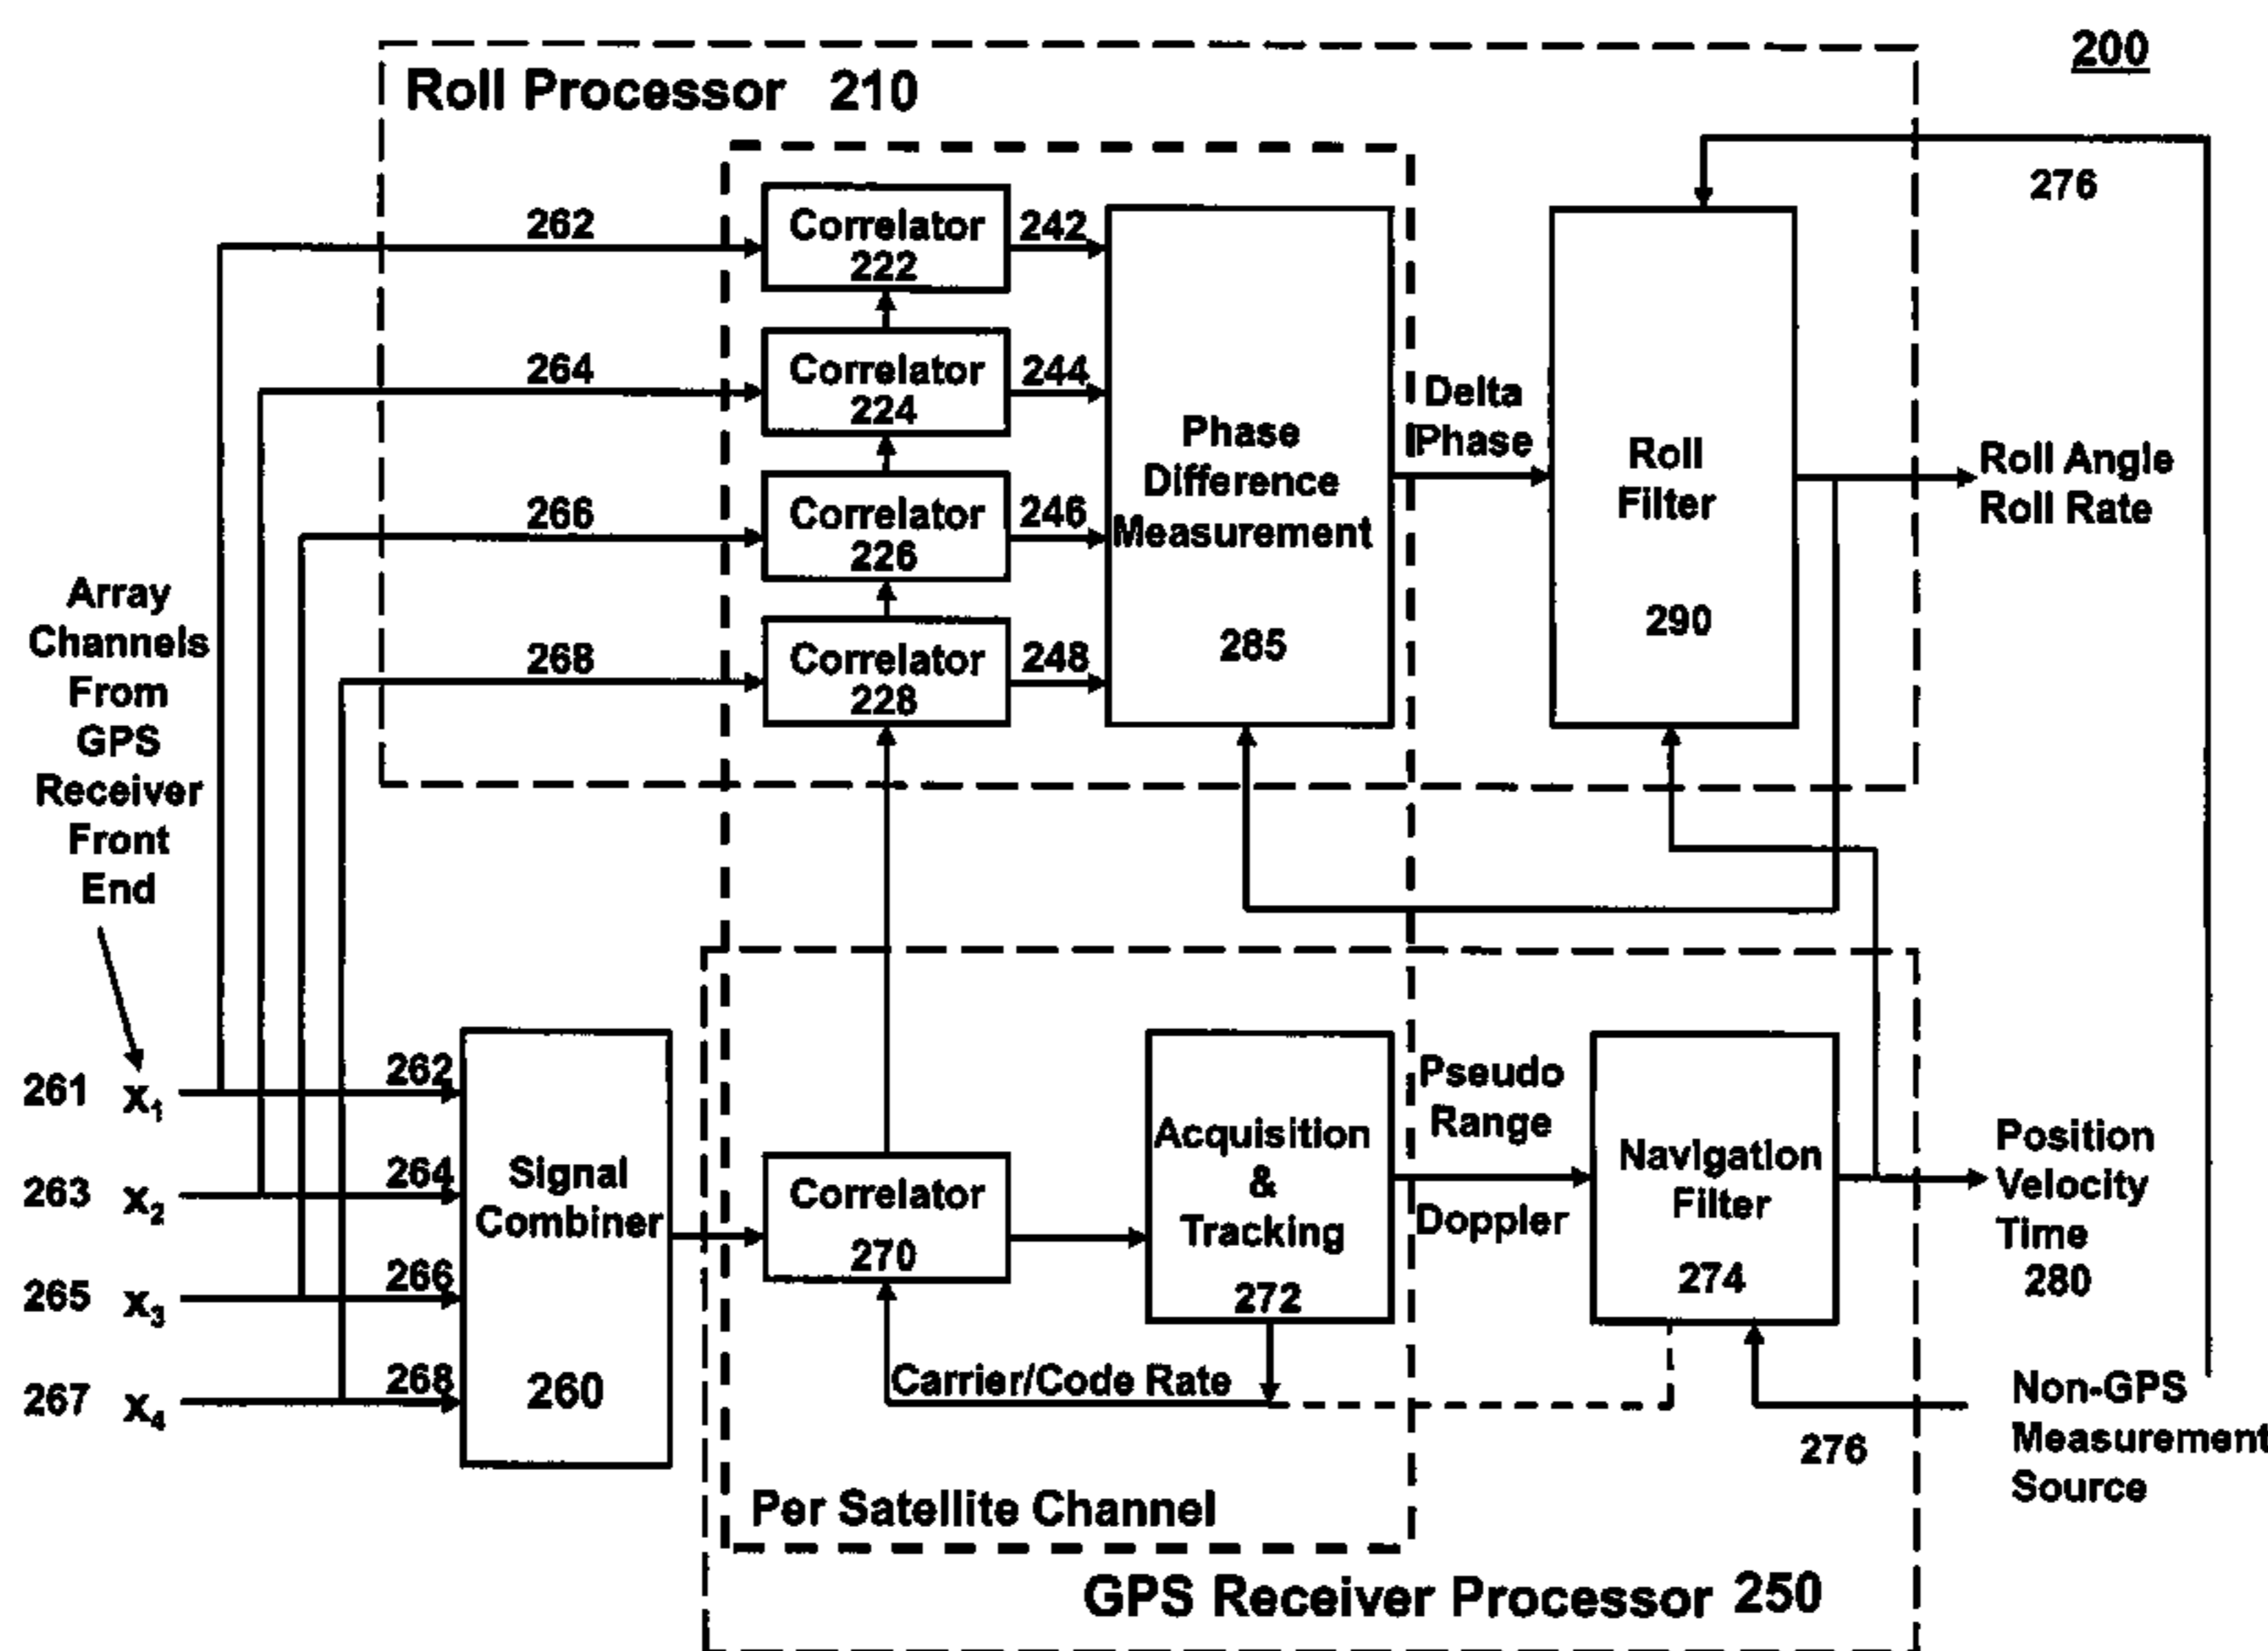 200
Roll Processor 210
276
262
Correlator
222
242
264
Correlator
224
244
266
Correlator
226
246
268
Correlator
228
248
Phase
Difference
Measurement
285
Delta
Phase
Roll
Filter
290
Roll Angle
Roll Rate
Array
Channels
From
GPS
Receiver
Front
End
261 x1
263 x2
265 x3
267 x4
262
264
266
268
Signal
Combiner
260
Correlator
270
Acquisition
&
Tracking
272
Carrier/Code Rate
Pseudo
Range
Doppler
Navigation
Filter
274
Position
Velocity
Time
280
276
Non-GPS
Measurement
Source
Per Satellite Channel
GPS Receiver Processor 250